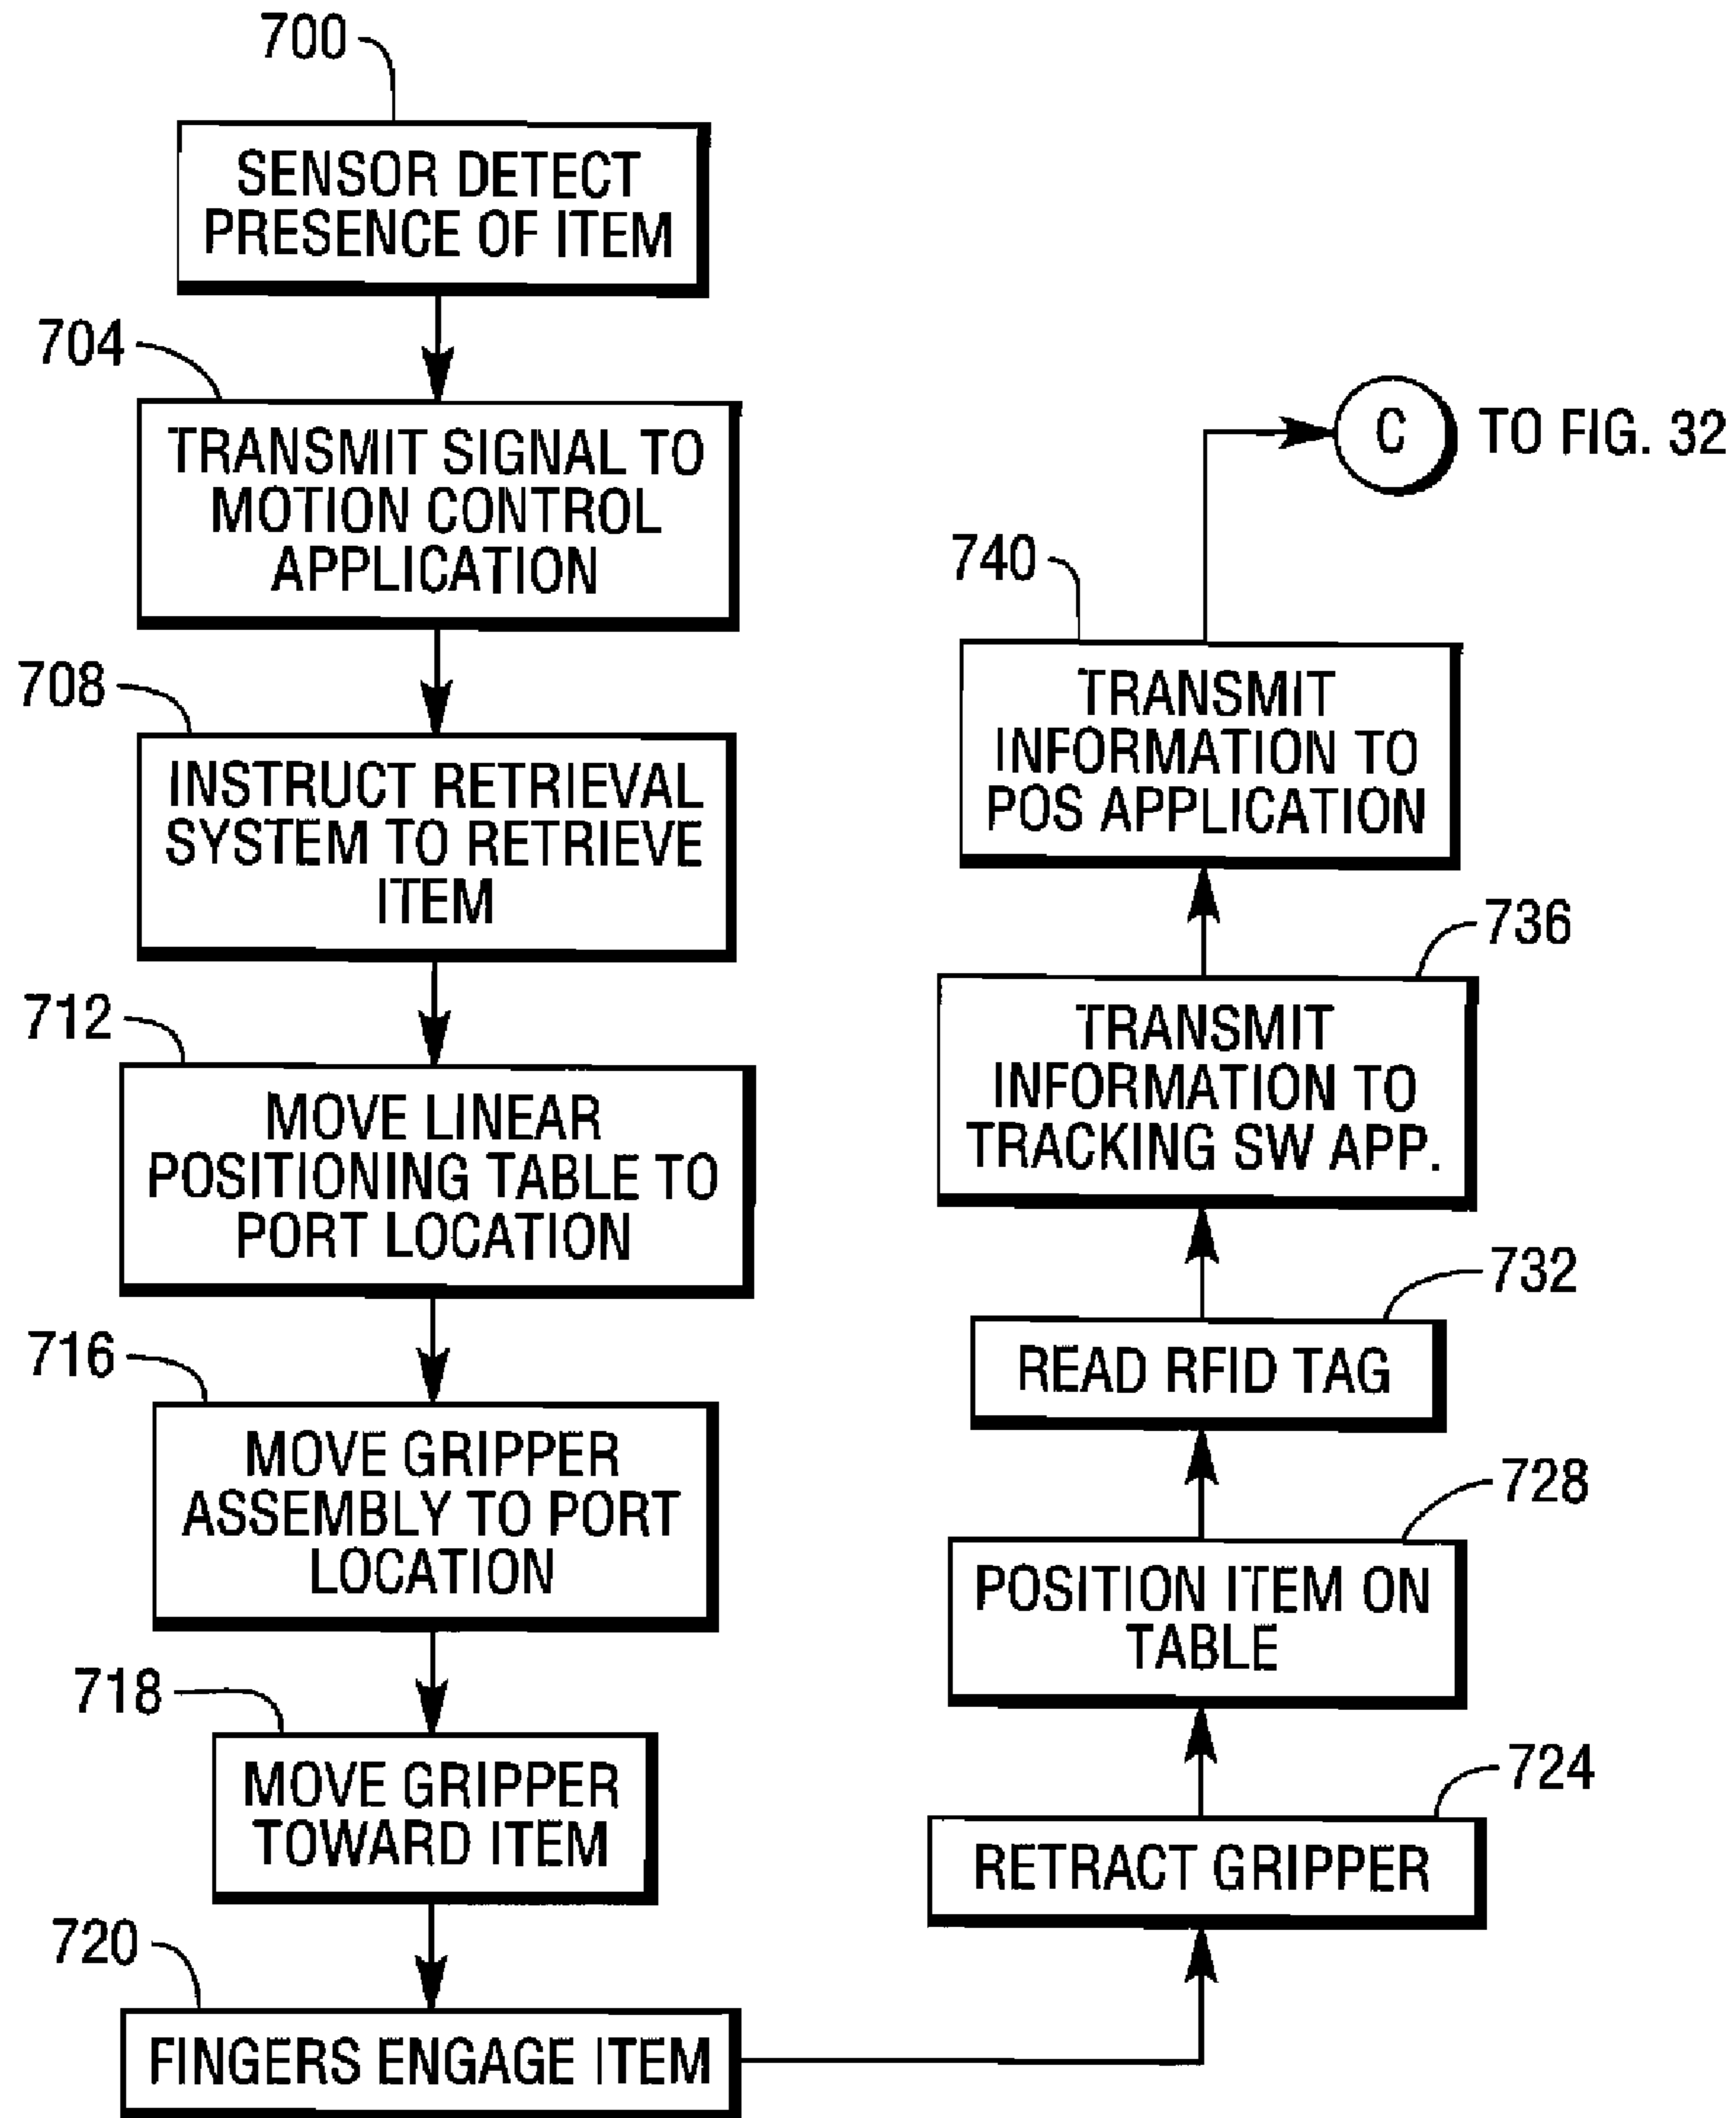 700
SENSOR DETECT
PRESENCE OF ITEM
704
TRANSMIT SIGNAL TO
MOTION CONTROL
APPLICATION
708
INSTRUCT RETRIEVAL
SYSTEM TO RETRIEVE
ITEM
712
MOVE LINEAR
POSITIONING TABLE TO
PORT LOCATION
716
MOVE GRIPPER
ASSEMBLY TO PORT
LOCATION
718
MOVE GRIPPER
TOWARD ITEM
720
FINGERS ENGAGE ITEM
724
RETRACT GRIPPER
728
POSITION ITEM ON
TABLE
732
READ RFID TAG
736
TRANSMIT
INFORMATION TO
TRACKING SW APP.
740
TRANSMIT
INFORMATION TO
POS APPLICATION
C TO FIG. 32